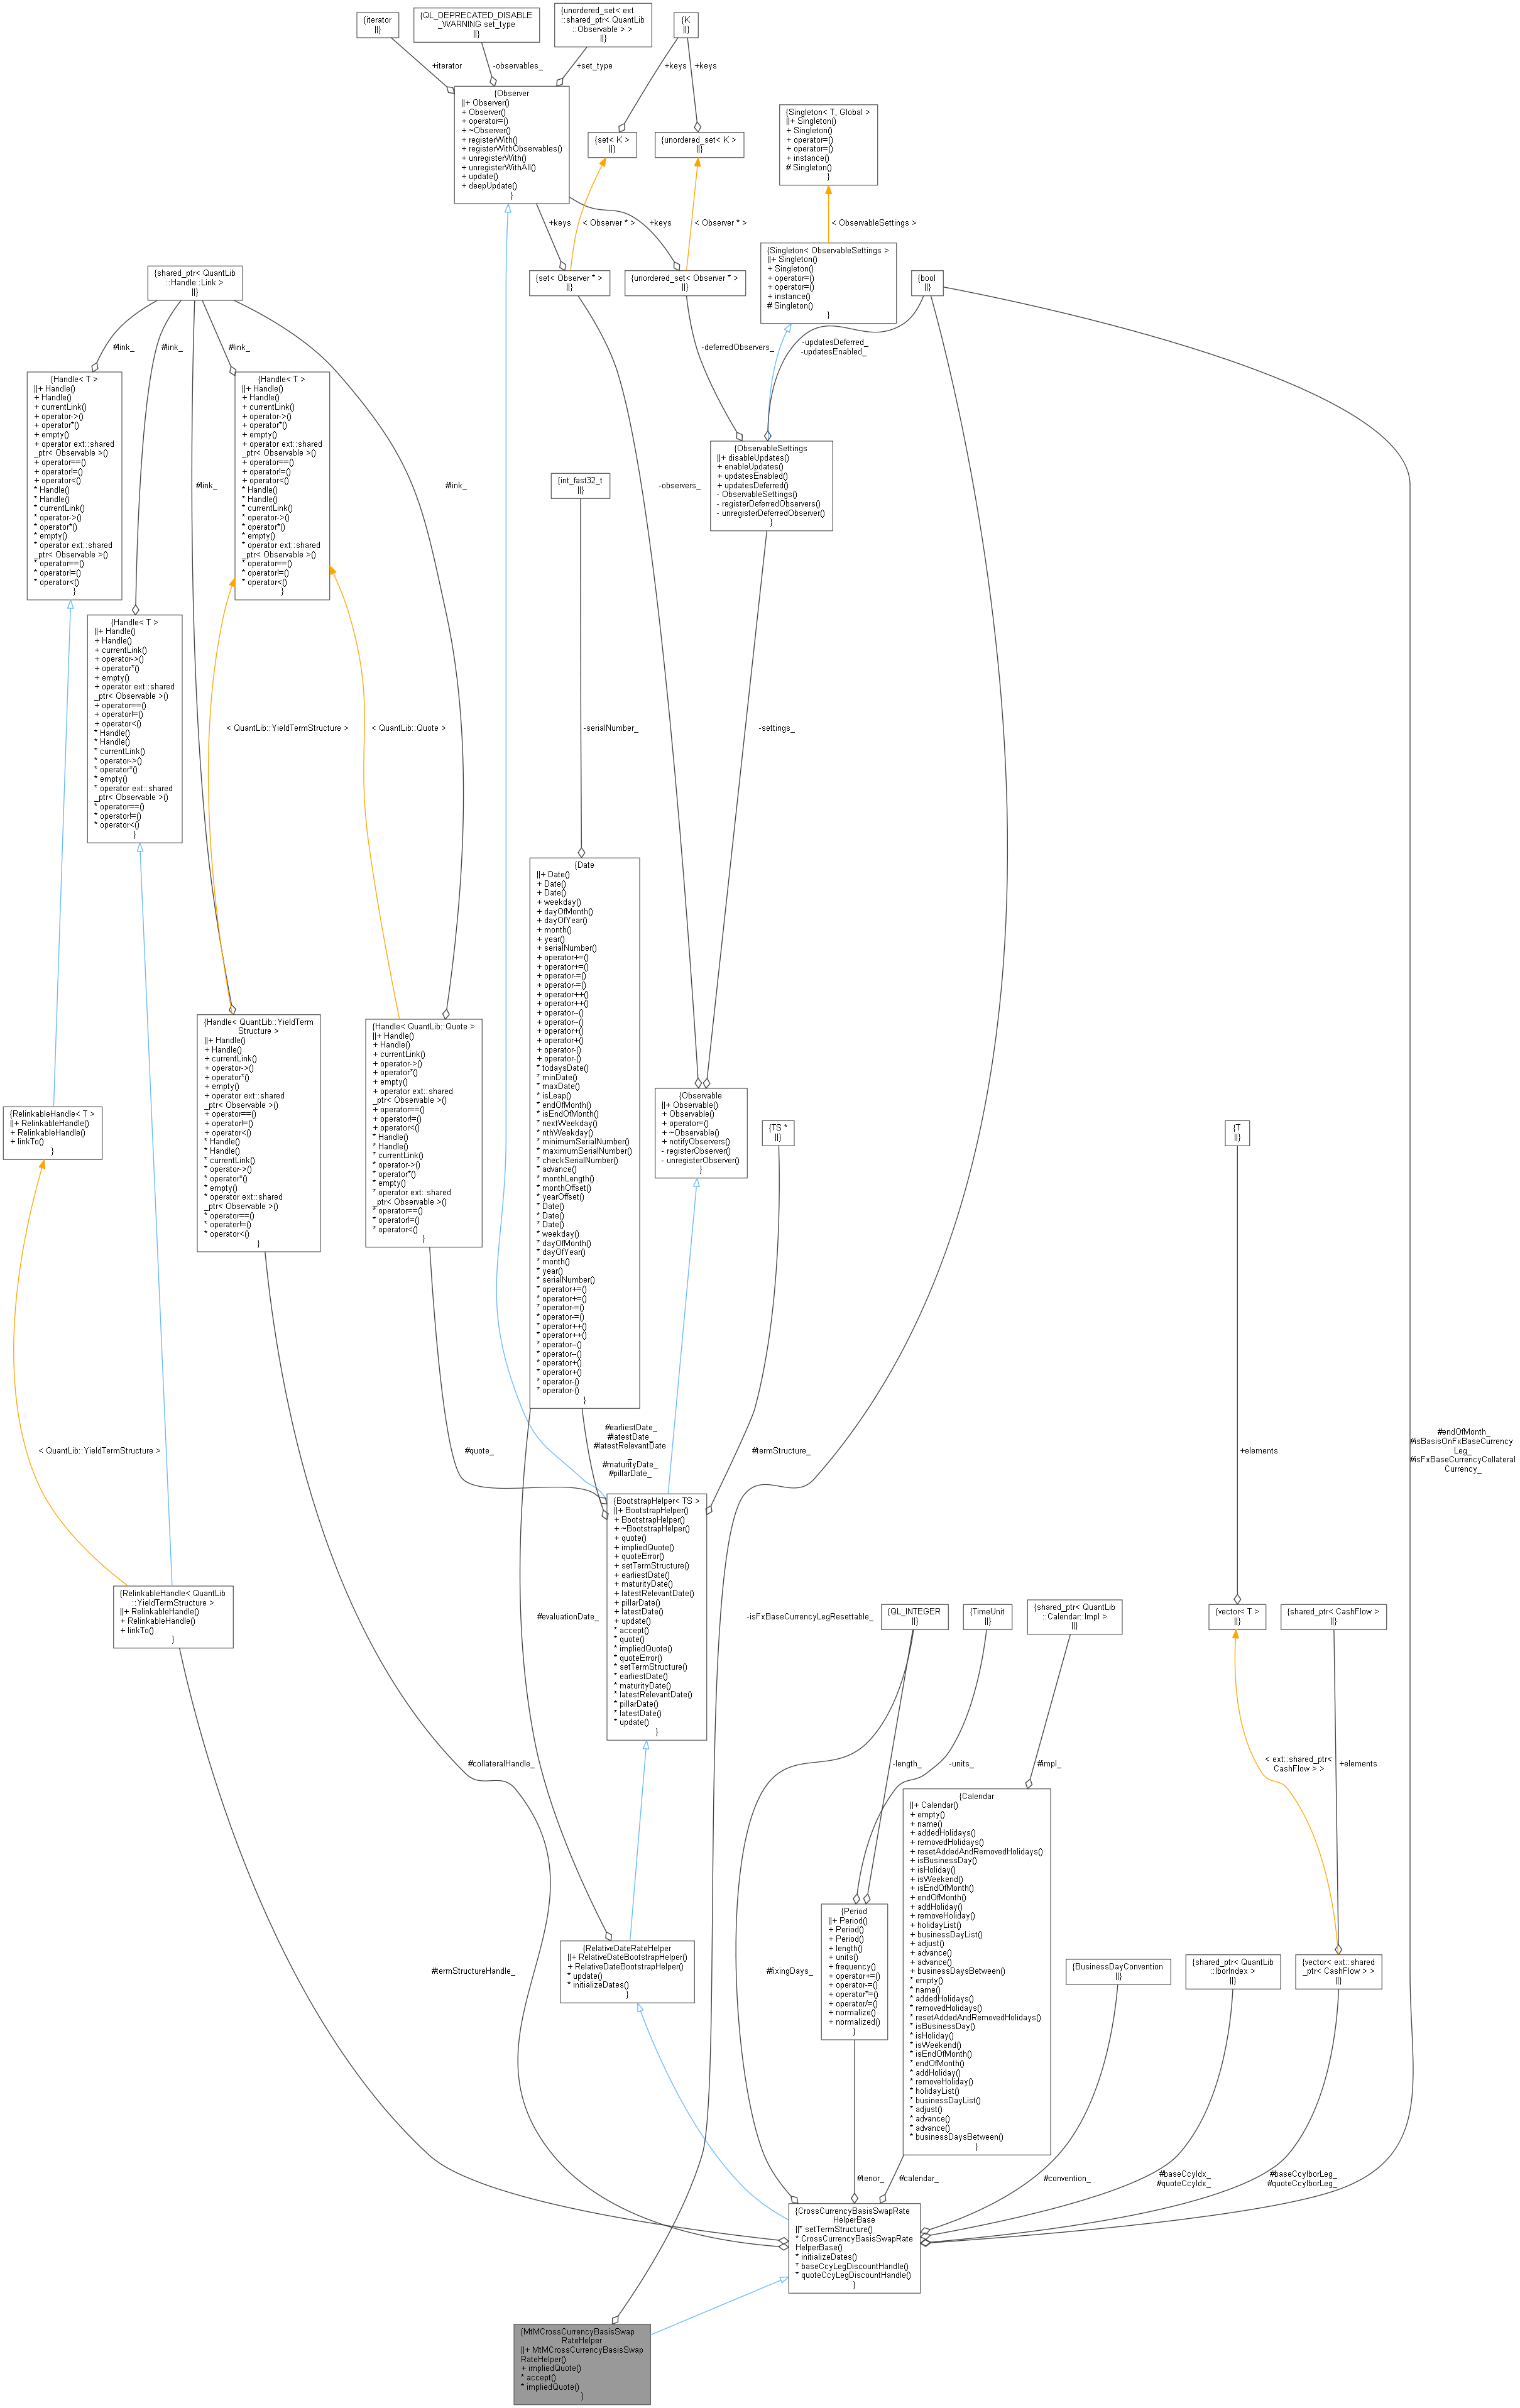 {iterator
||}
{QL_DEPRECATED_DISABLE
_WARNING set_type
||}
{unordered_set< ext
::shared_ptr< QuantLib
::Observable > >
||}
{K
||}
+iterator
-observables_
+set_type
+keys
+keys
{Observer
||+ Observer()
+ Observer()
+ operator=()
+ ~Observer()
+ registerWith()
+ registerWithObservables()
+ unregisterWith()
+ unregisterWithAll()
+ update()
+ deepUpdate()
}
{set< K >
||}
{unordered_set< K >
||}
{Singleton< T, Global >
||+ Singleton()
+ Singleton()
+ operator=()
+ operator=()
+ instance()
# Singleton()
}
+keys
< Observer * >
+keys
< Observer * >
< ObservableSettings >
{shared_ptr< QuantLib
::Handle::Link >
||}
{set< Observer * >
||}
{unordered_set< Observer * >
||}
{Singleton< ObservableSettings >
||+ Singleton()
+ Singleton()
+ operator=()
+ operator=()
+ instance()
# Singleton()
}
{bool
||}
#link_
#link_
#link_
-deferredObservers_
-updatesDeferred_
-updatesEnabled_
{Handle< T >
||+ Handle()
+ Handle()
+ currentLink()
+ operator->()
+ operator*()
+ empty()
+ operator ext::shared
_ptr< Observable >()
+ operator==()
+ operator!=()
+ operator<()
* Handle()
* Handle()
* currentLink()
* operator->()
* operator*()
* empty()
* operator ext::shared
_ptr< Observable >()
* operator==()
* operator!=()
* operator<()
}
{Handle< T >
||+ Handle()
+ Handle()
+ currentLink()
+ operator->()
+ operator*()
+ empty()
+ operator ext::shared
_ptr< Observable >()
+ operator==()
+ operator!=()
+ operator<()
* Handle()
* Handle()
* currentLink()
* operator->()
* operator*()
* empty()
* operator ext::shared
_ptr< Observable >()
* operator==()
* operator!=()
* operator<()
}
#link_
#link_
{int_fast32_t
||}
-observers_
{ObservableSettings
||+ disableUpdates()
+ enableUpdates()
+ updatesEnabled()
+ updatesDeferred()
- ObservableSettings()
- registerDeferredObservers()
- unregisterDeferredObserver()
}
{Handle< T >
||+ Handle()
+ Handle()
+ currentLink()
+ operator->()
+ operator*()
+ empty()
+ operator ext::shared
_ptr< Observable >()
+ operator==()
+ operator!=()
+ operator<()
* Handle()
* Handle()
* currentLink()
* operator->()
* operator*()
* empty()
* operator ext::shared
_ptr< Observable >()
* operator==()
* operator!=()
* operator<()
}
< QuantLib::YieldTermStructure >
< QuantLib::Quote >
-serialNumber_
-settings_
{Date
||+ Date()
+ Date()
+ Date()
+ weekday()
+ dayOfMonth()
+ dayOfYear()
+ month()
+ year()
+ serialNumber()
+ operator+=()
+ operator+=()
+ operator-=()
+ operator-=()
+ operator++()
+ operator++()
+ operator--()
+ operator--()
+ operator+()
+ operator+()
+ operator-()
+ operator-()
* todaysDate()
* minDate()
* maxDate()
* isLeap()
* endOfMonth()
* isEndOfMonth()
* nextWeekday()
* nthWeekday()
* minimumSerialNumber()
* maximumSerialNumber()
* checkSerialNumber()
* advance()
* monthLength()
* monthOffset()
* yearOffset()
* Date()
* Date()
* Date()
* weekday()
* dayOfMonth()
* dayOfYear()
* month()
* year()
* serialNumber()
* operator+=()
* operator+=()
* operator-=()
* operator-=()
* operator++()
* operator++()
* operator--()
* operator--()
* operator+()
* operator+()
* operator-()
* operator-()
}
{Handle< QuantLib::YieldTerm
Structure >
||+ Handle()
+ Handle()
+ currentLink()
+ operator->()
+ operator*()
+ empty()
+ operator ext::shared
_ptr< Observable >()
+ operator==()
+ operator!=()
+ operator<()
* Handle()
* Handle()
* currentLink()
* operator->()
* operator*()
* empty()
* operator ext::shared
_ptr< Observable >()
* operator==()
* operator!=()
* operator<()
}
{Handle< QuantLib::Quote >
||+ Handle()
+ Handle()
+ currentLink()
+ operator->()
+ operator*()
+ empty()
+ operator ext::shared
_ptr< Observable >()
+ operator==()
+ operator!=()
+ operator<()
* Handle()
* Handle()
* currentLink()
* operator->()
* operator*()
* empty()
* operator ext::shared
_ptr< Observable >()
* operator==()
* operator!=()
* operator<()
}
{Observable
||+ Observable()
+ Observable()
+ operator=()
+ ~Observable()
+ notifyObservers()
- registerObserver()
- unregisterObserver()
}
{RelinkableHandle< T >
||+ RelinkableHandle()
+ RelinkableHandle()
+ linkTo()
}
{TS *
||}
{T
||}
< QuantLib::YieldTermStructure >
#quote_
#earliestDate_
#latestDate_
#latestRelevantDate
_
#maturityDate_
#pillarDate_
#termStructure_
+elements
#endOfMonth_
#isBasisOnFxBaseCurrency
Leg_
#isFxBaseCurrencyCollateral
Currency_
{BootstrapHelper< TS >
||+ BootstrapHelper()
+ BootstrapHelper()
+ ~BootstrapHelper()
+ quote()
+ impliedQuote()
+ quoteError()
+ setTermStructure()
+ earliestDate()
+ maturityDate()
+ latestRelevantDate()
+ pillarDate()
+ latestDate()
+ update()
* accept()
* quote()
* impliedQuote()
* quoteError()
* setTermStructure()
* earliestDate()
* maturityDate()
* latestRelevantDate()
* pillarDate()
* latestDate()
* update()
}
{RelinkableHandle< QuantLib
::YieldTermStructure >
||+ RelinkableHandle()
+ RelinkableHandle()
+ linkTo()
}
#evaluationDate_
-isFxBaseCurrencyLegResettable_
{QL_INTEGER
||}
{TimeUnit
||}
{shared_ptr< QuantLib
::Calendar::Impl >
||}
{vector< T >
||}
{shared_ptr< CashFlow >
||}
#collateralHandle_
-length_
-units_
#impl_
< ext::shared_ptr<
CashFlow > >
+elements
{Calendar
||+ Calendar()
+ empty()
+ name()
+ addedHolidays()
+ removedHolidays()
+ resetAddedAndRemovedHolidays()
+ isBusinessDay()
+ isHoliday()
+ isWeekend()
+ isEndOfMonth()
+ endOfMonth()
+ addHoliday()
+ removeHoliday()
+ holidayList()
+ businessDayList()
+ adjust()
+ advance()
+ advance()
+ businessDaysBetween()
* empty()
* name()
* addedHolidays()
* removedHolidays()
* resetAddedAndRemovedHolidays()
* isBusinessDay()
* isHoliday()
* isWeekend()
* isEndOfMonth()
* endOfMonth()
* addHoliday()
* removeHoliday()
* holidayList()
* businessDayList()
* adjust()
* advance()
* advance()
* businessDaysBetween()
}
{Period
||+ Period()
+ Period()
+ Period()
+ length()
+ units()
+ frequency()
+ operator+=()
+ operator-=()
+ operator*=()
+ operator/=()
+ normalize()
+ normalized()
}
#termStructureHandle_
{RelativeDateRateHelper
||+ RelativeDateBootstrapHelper()
+ RelativeDateBootstrapHelper()
* update()
* initializeDates()
}
#fixingDays_
{BusinessDayConvention
||}
{shared_ptr< QuantLib
::IborIndex >
||}
{vector< ext::shared
_ptr< CashFlow > >
||}
#tenor_
#calendar_
#convention_
#baseCcyIdx_
#quoteCcyIdx_
#baseCcyIborLeg_
#quoteCcyIborLeg_
{CrossCurrencyBasisSwapRate
HelperBase
||* setTermStructure()
* CrossCurrencyBasisSwapRate
HelperBase()
* initializeDates()
* baseCcyLegDiscountHandle()
* quoteCcyLegDiscountHandle()
}
{MtMCrossCurrencyBasisSwap
RateHelper
||+ MtMCrossCurrencyBasisSwap
RateHelper()
+ impliedQuote()
* accept()
* impliedQuote()
}